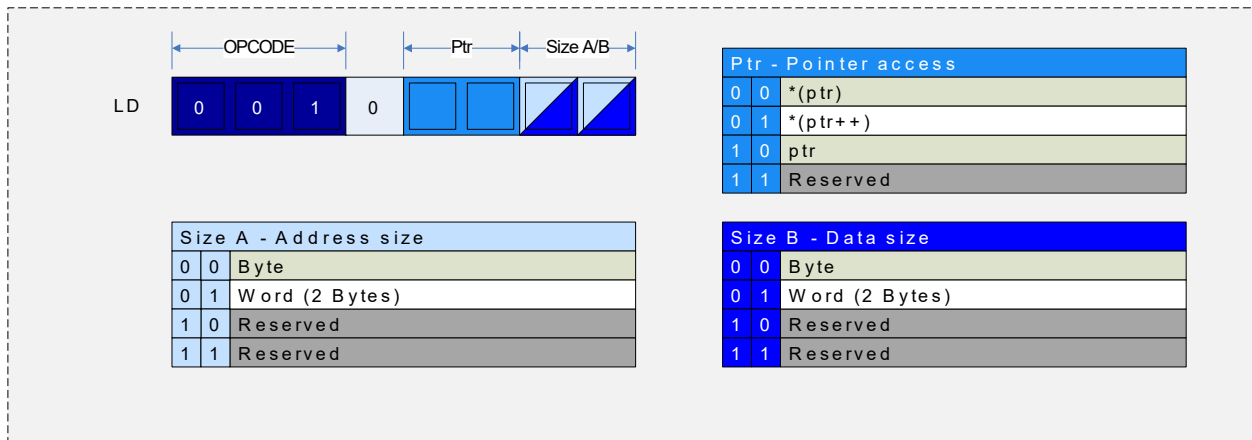 OPCODE Ptr Size A/B
LD 0 0 1 0
Ptr - Pointer access
0 0 *(ptr)
0 1 *(ptr++)
1 0 ptr
1 1 Reserved
Size A - Address size
0 0 Byte
0 1 Word (2 Bytes)
1 0 Reserved
1 1 Reserved
Size B - Data size
0 0 Byte
0 1 Word (2 Bytes)
1 0 Reserved
1 1 Reserved